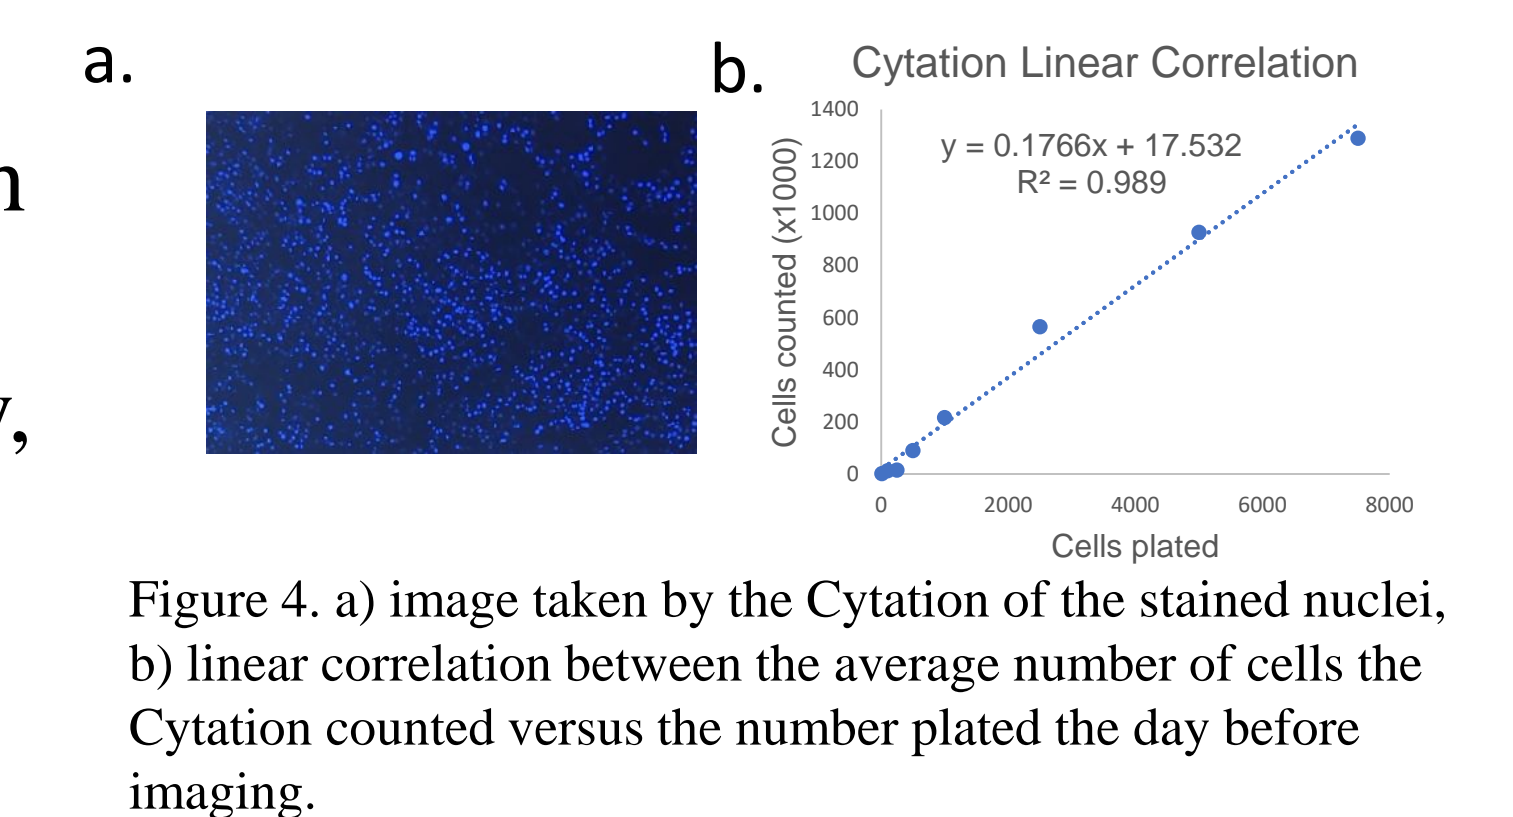 a.
b.
Cytation Linear Correlation
y = 0.1766x + 17.532
R² = 0.989
Cells counted (x1000)
1400
1200
1000
800
600
400
200
0
0 2000 4000 6000 8000
Cells plated
n
y,
Figure 4. a) image taken by the Cytation of the stained nuclei,
b) linear correlation between the average number of cells the
Cytation counted versus the number plated the day before
imaging.